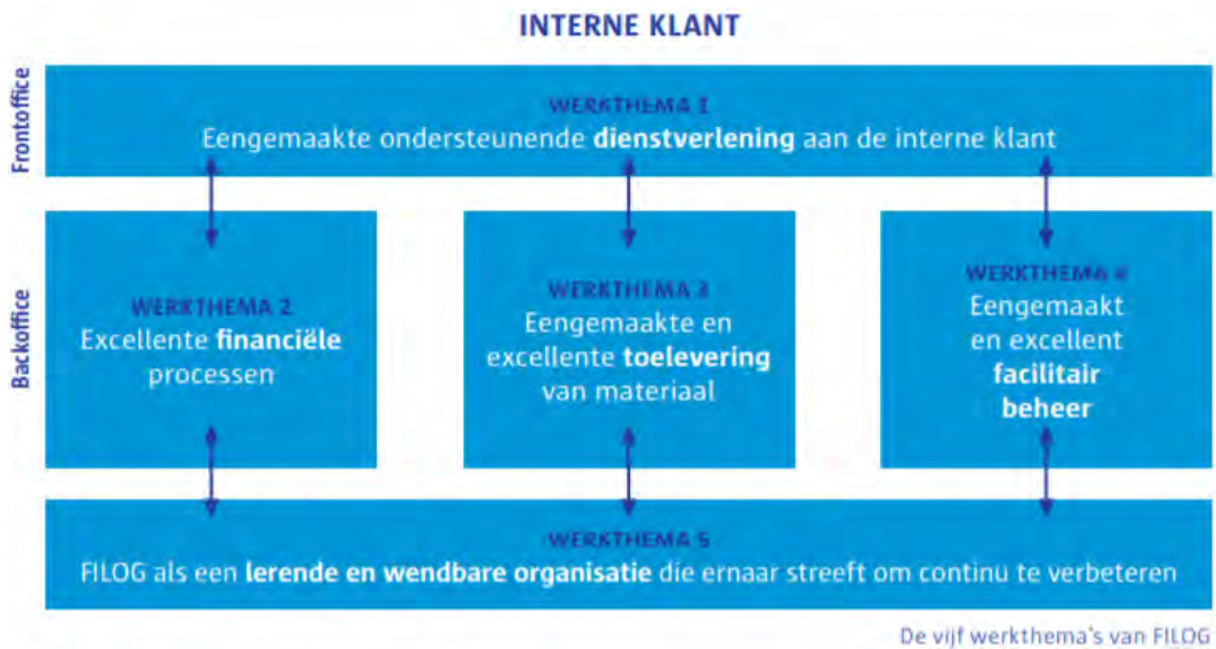 INTERNE KLANT
Frontoffice
WERKTHEMA 1
Eengemaakte ondersteunende dienstverlening aan de interne klant
Backoffice
WERKTHEMA 2
Excellente financiële
processen
WERKTHEMA 3
Eengemaakte en
excellente toelevering
van materiaal
WERKTHEMA 4
Eengemaakt
en excellent
facilitair
beheer
WERKTHEMA 5
FILOG als een lerende en wendbare organisatie die ernaar streeft om continu te verbeteren
De vijf werkthema's van FILOG